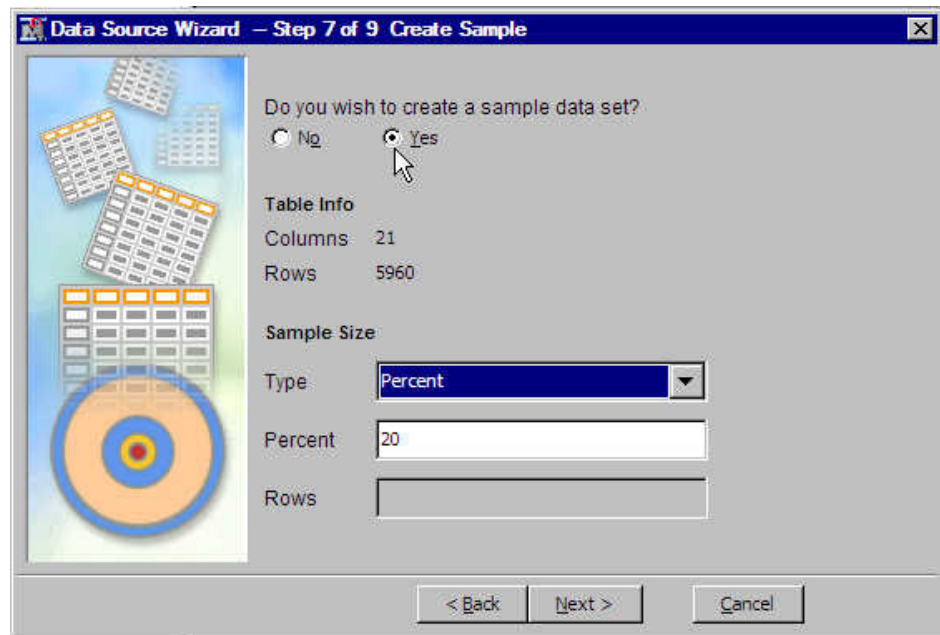 Data Source Wizard – Step 7 of 9 Create Sample
Do you wish to create a sample data set?
No Yes
Table Info
Columns 21
Rows 5960
Sample Size
Type Percent
Percent 20
Rows
< Back Next > Cancel